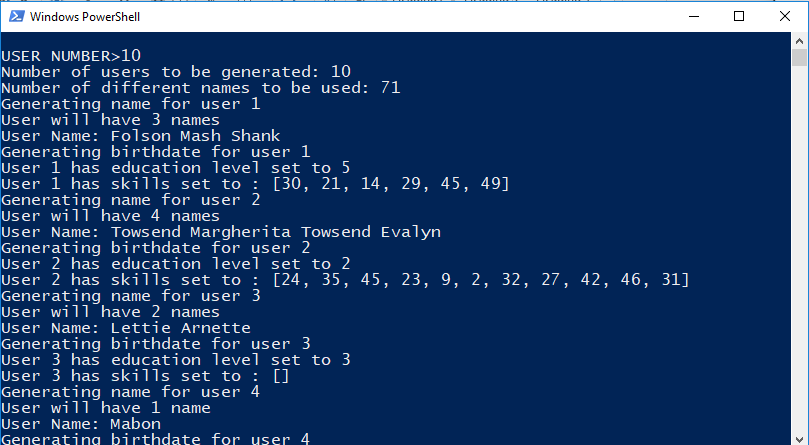 Windows PowerShell
USER NUMBER>10
Number of users to be generated: 10
Number of different names to be used: 71
Generating name for user 1
User will have 3 names
User Name: Folson Mash Shank
Generating birthdate for user 1
User 1 has education level set to 5
User 1 has skills set to : [30, 21, 14, 29, 45, 49]
Generating name for user 2
User will have 4 names
User Name: Towsend Margherita Towsend Evalyn
Generating birthdate for user 2
User 2 has education level set to 2
User 2 has skills set to : [24, 35, 45, 23, 9, 2, 32, 27, 42, 46, 31]
Generating name for user 3
User will have 2 names
User Name: Lettie Arnette
Generating birthdate for user 3
User 3 has education level set to 3
User 3 has skills set to : []
Generating name for user 4
User will have 1 name
User Name: Mabon
Generating birthdate for user 4